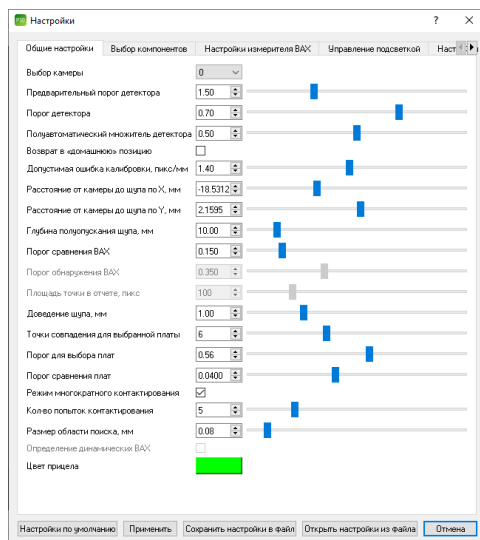 Настройки
Общие настройки
Выбор компонентов
Настройки измерителя ВАХ
Управление подсветкой
Выбор камеры
0
Предварительный порог детектора
1.50
Порог детектора
0.70
Полуавтоматический множитель детектора
0.50
Возврат в «домашнюю» позицию
Допустимая ошибка калибровки, пикс/мм
1.40
Расстояние от камеры до щупа по X, мм
-18.5312
Расстояние от камеры до щупа по Y, мм
2.1595
Глубина полуопускания щупа, мм
10.00
Порог сравнения ВАХ
0.150
Порог обнаружения ВАХ
0.350
Площадь точки в отчете, пикс
100
Доведение щупа, мм
1.00
Точки совпадения для выбранной платы
6
Порог для выбора плат
0.56
Порог сравнения плат
0.0400
Режим многократного контактирования
Кол-во попыток контактирования
5
Размер области поиска, мм
0.08
Определение динамических ВАХ
Цвет прицела
Настройки по умолчанию
Применить
Сохранить настройки в файл
Открыть настройки из файла
Отмена